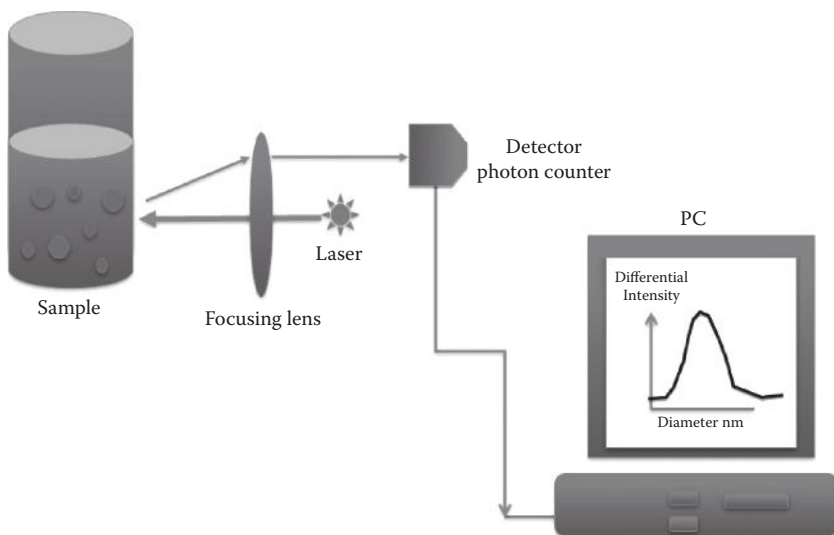 Detector
photon counter
PC
Laser
Sample
Focusing lens
Differential
Intensity
Diameter nm